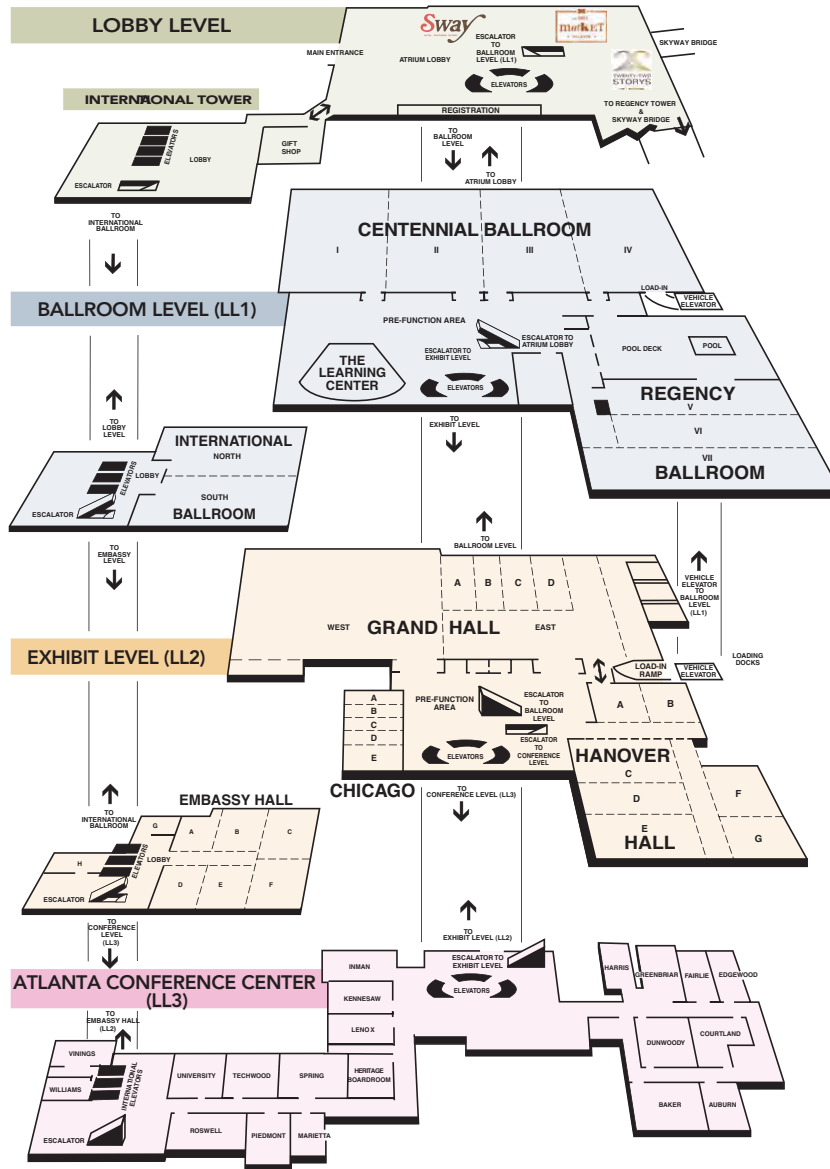 LOBBY LEVEL
Sway
MARKET
MAIN ENTRANCE
ATRIUM LOBBY
ESCALATOR
TO
BALLROOM
LEVEL (LL1)
ELEVATORS
SKYWAY BRIDGE
TWENTY-TWO
STORYS
REGISTRATION
TO REGENCY TOWER
&
SKYWAY BRIDGE
INTERNATIONAL TOWER
ELEVATORS
LOBBY
GIFT
SHOP
ESCALATOR
TO
BALLROOM
LEVEL
TO
ATRIUM LOBBY
TO
INTERNATIONAL
BALLROOM
CENTENNIAL BALLROOM
I
II
III
IV
BALLROOM LEVEL (LL1)
LOAD-IN
VEHICLE
ELEVATOR
PRE-FUNCTION AREA
ESCALATOR TO
ATRIUM LOBBY
ESCALATOR TO
EXHIBIT LEVEL
POOL DECK
POOL
THE
LEARNING
CENTER
ELEVATORS
REGENCY
V
VI
VII
BALLROOM
TO
LOBBY
LEVEL
TO
EXHIBIT LEVEL
INTERNATIONAL
NORTH
LOBBY
ELEVATORS
SOUTH
BALLROOM
ESCALATOR
TO
EMBASSY
LEVEL
TO
BALLROOM LEVEL
VEHICLE
ELEVATOR
TO
BALLROOM
LEVEL
(LL1)
A
B
C
D
WEST
GRAND HALL
EAST
EXHIBIT LEVEL (LL2)
LOADING
DOCKS
LOAD-IN
RAMP
VEHICLE
ELEVATOR
A
B
C
D
E
PRE-FUNCTION
AREA
ESCALATOR
TO
BALLROOM
LEVEL
ESCALATOR
TO
CONFERENCE
LEVEL
ELEVATORS
CHICAGO
A
B
HANOVER
C
D
E
F
G
HALL
TO
INTERNATIONAL
BALLROOM
TO
CONFERENCE LEVEL (LL3)
EMBASSY HALL
G
A
B
C
H
LOBBY
ELEVATORS
D
E
F
ESCALATOR
TO
CONFERENCE
LEVEL
(LL3)
TO
EXHIBIT LEVEL (LL2)
ATLANTA CONFERENCE CENTER
(LL3)
INMAN
KENNESAW
LENOX
ESCALATOR TO
EXHIBIT LEVEL
ELEVATORS
HARRIS
GREENBRIAR
FAIRLIE
EDGEWOOD
DUNWOODY
COURTLAND
BAKER
AUBURN
TO
EMBASSY HALL
(LL2)
VININGS
WILLIAMS
INTERNATIONAL
ELEVATORS
UNIVERSITY
TECHWOOD
SPRING
HERITAGE
BOARDROOM
ROSWELL
PIEDMONT
MARIETTA
ESCALATOR